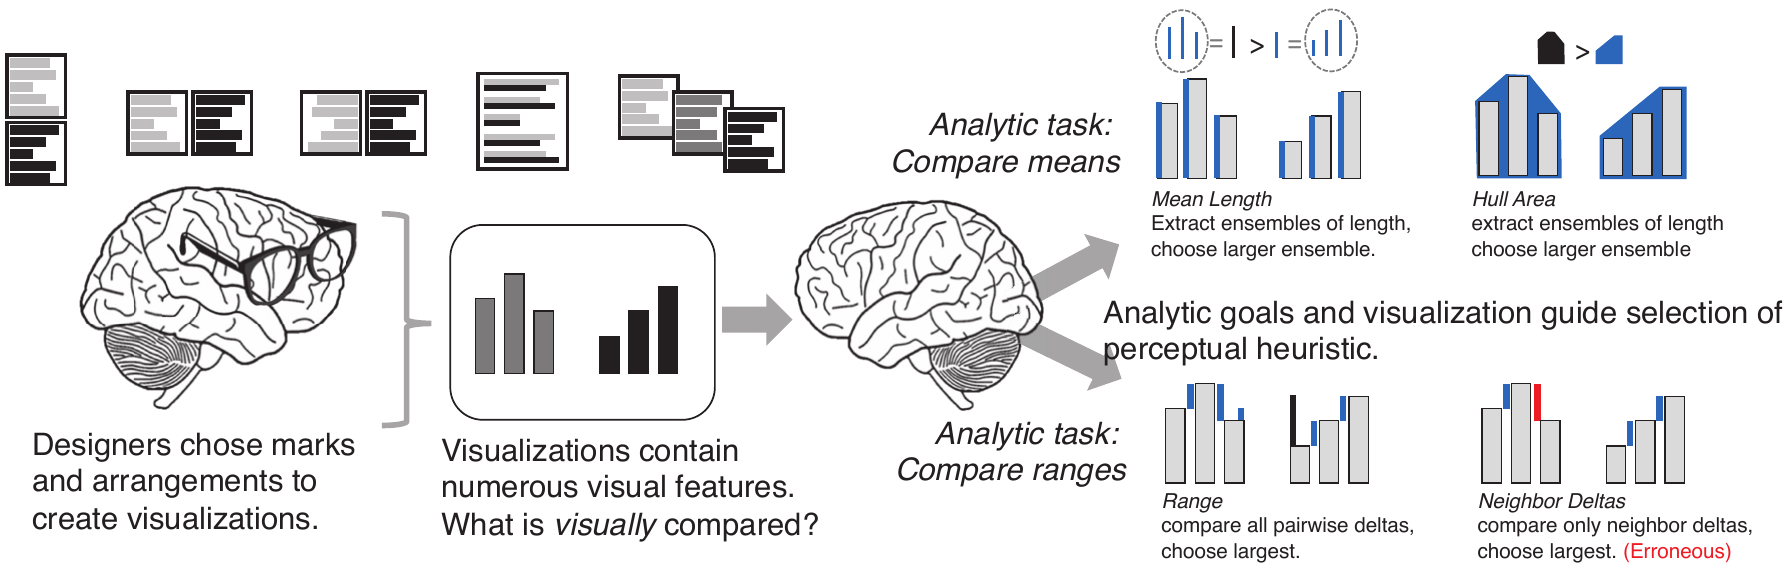 Designers chose marks
and arrangements to
create visualizations.
Visualizations contain
numerous visual features.
What is visually compared?
Analytic task:
Compare means
= > =
Mean Length
Extract ensembles of length,
choose larger ensemble.
>
Hull Area
extract ensembles of length
choose larger ensemble
Analytic goals and visualization guide selection of
perceptual heuristic.
Analytic task:
Compare ranges
Range
compare all pairwise deltas,
choose largest.
Neighbor Deltas
compare only neighbor deltas,
choose largest. (Erroneous)